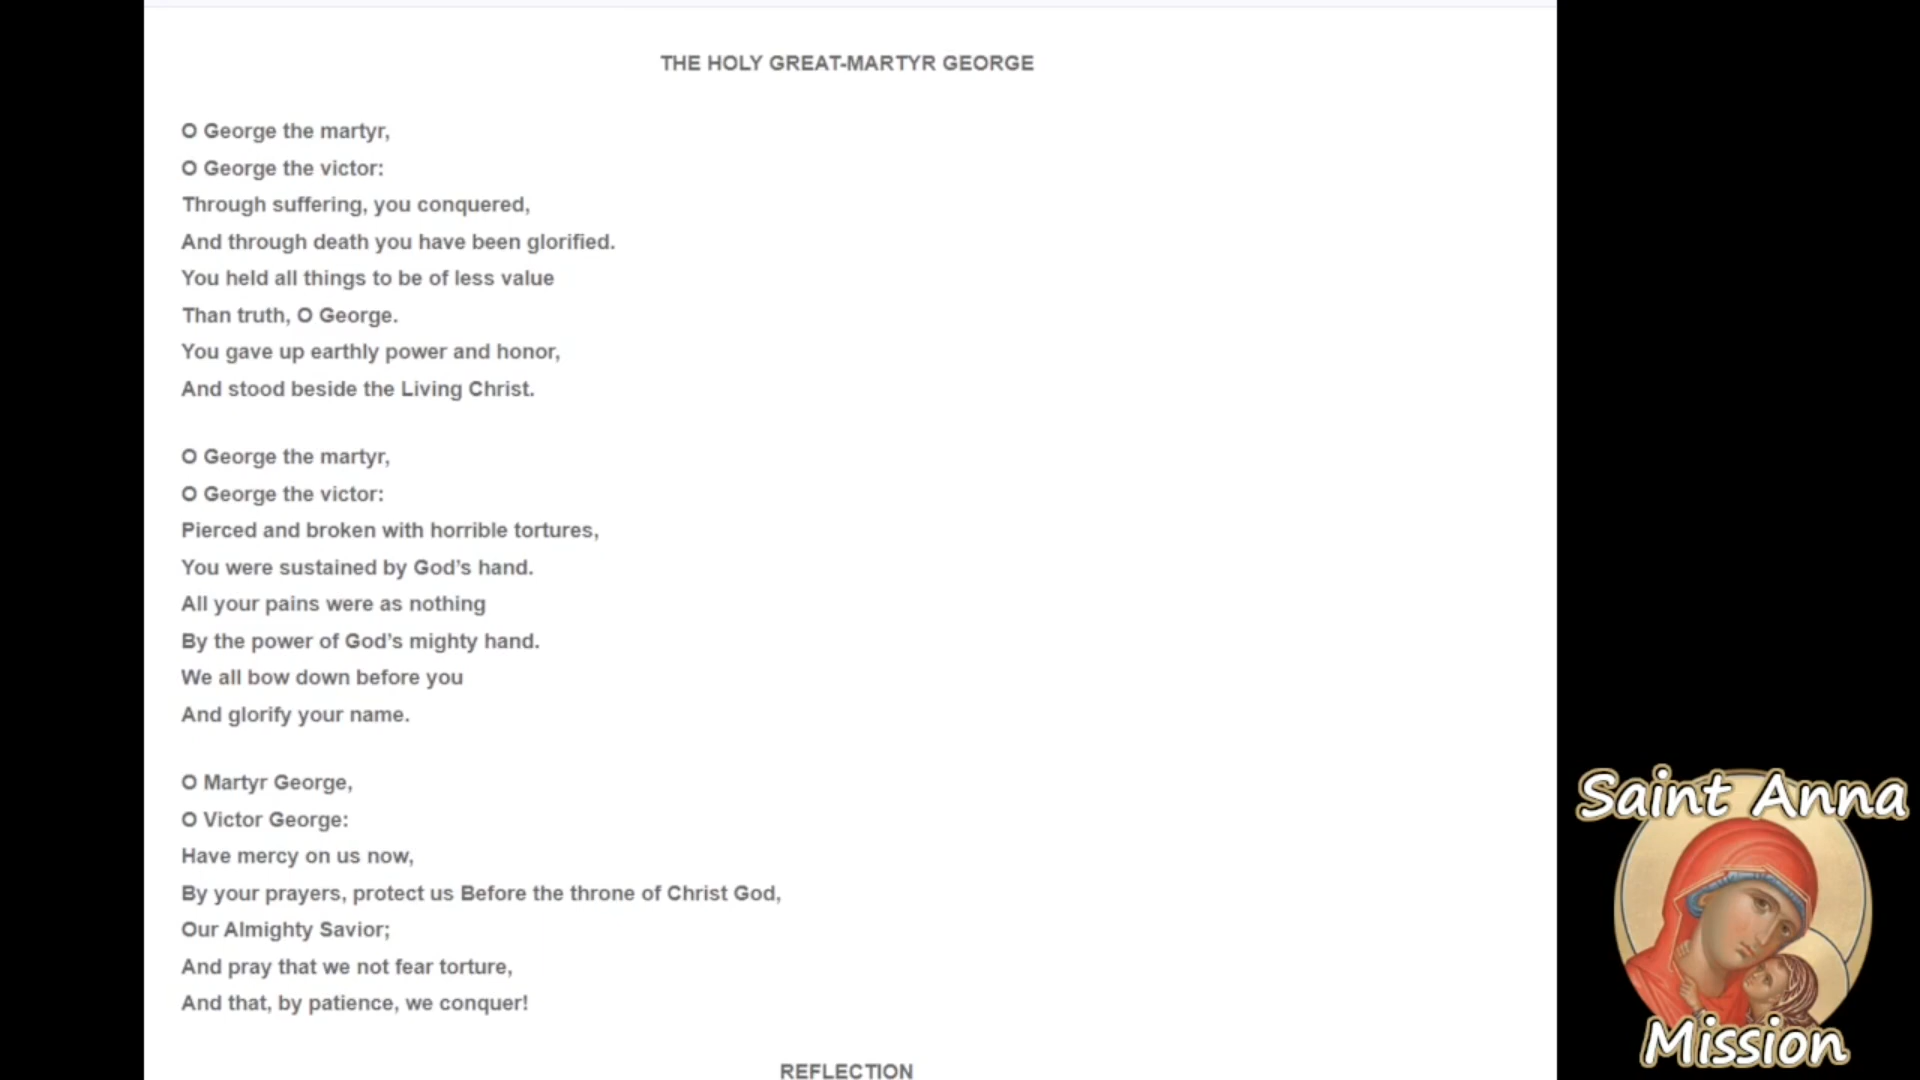 THE HOLY GREAT-MARTYR GEORGE
O George the martyr,
O George the victor:
Through suffering, you conquered,
And through death you have been glorified.
You held all things to be of less value
Than truth, O George.
You gave up earthly power and honor,
And stood beside the Living Christ.
O George the martyr,
O George the victor:
Pierced and broken with horrible tortures,
You were sustained by God’s hand.
All your pains were as nothing
By the power of God’s mighty hand.
We all bow down before you
And glorify your name.
O Martyr George,
O Victor George:
Have mercy on us now,
By your prayers, protect us Before the throne of Christ God,
Our Almighty Savior;
And pray that we not fear torture,
And that, by patience, we conquer!
REFLECTION
Saint Anna
Mission